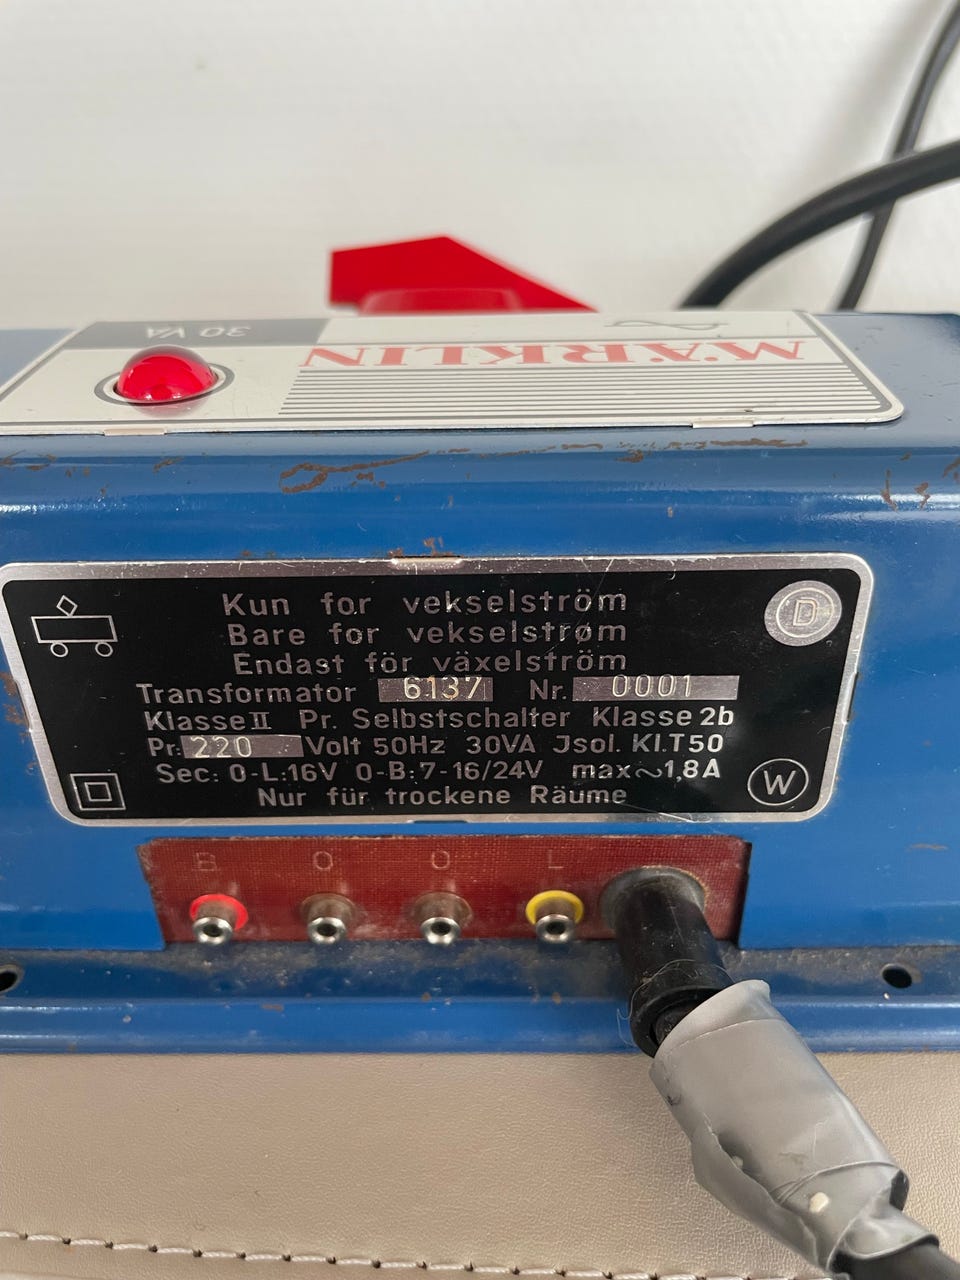 30 VA
MÄRKLIN
Kun for vekselström
D
Bare for vekselstrøm
Endast för växelström
Transformator 6137 Nr. 0001
Klasse II Pr. Selbstschalter Klasse 2b
Pr: 220 Volt 50Hz 30VA Jsol. Kl.T50
Sec: 0-L:16V 0-B:7-16/24V max~1,8A
W
Nur für trockene Räume
B O O L